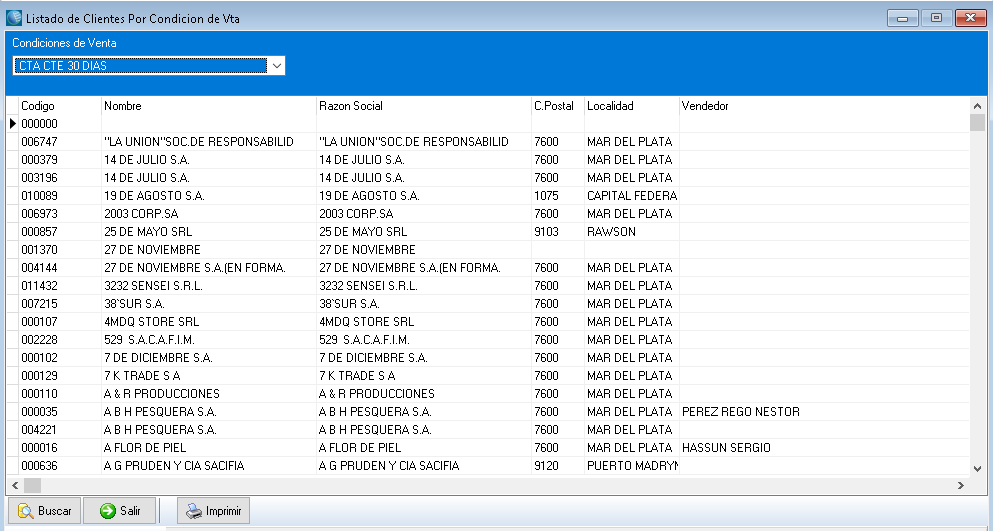 Listado de Clientes Por Condicion de Vta
Condiciones de Venta
CTA CTE 30 DIAS
Codigo Nombre Razon Social C.Postal Localidad Vendedor
000000
006747 "LA UNION"SOC.DE RESPONSABILID "LA UNION"SOC.DE RESPONSABILID 7600 MAR DEL PLATA
000379 14 DE JULIO S.A. 14 DE JULIO S.A. 7600 MAR DEL PLATA
003196 14 DE JULIO S.A. 14 DE JULIO S.A. 7600 MAR DEL PLATA
010089 19 DE AGOSTO S.A. 19 DE AGOSTO S.A. 1075 CAPITAL FEDERA
006973 2003 CORP.SA 2003 CORP.SA 7600 MAR DEL PLATA
000857 25 DE MAYO SRL 25 DE MAYO SRL 9103 RAWSON
001370 27 DE NOVIEMBRE 27 DE NOVIEMBRE
004144 27 DE NOVIEMBRE S.A.(EN FORMA. 27 DE NOVIEMBRE S.A.(EN FORMA. 7600 MAR DEL PLATA
011432 3232 SENSEI S.R.L. 3232 SENSEI S.R.L. 7600 MAR DEL PLATA
007215 38`SUR S.A. 38`SUR S.A. 7600 MAR DEL PLATA
000107 4MDQ STORE SRL 4MDQ STORE SRL 7600 MAR DEL PLATA
002228 529 S.A.C.A.F.I.M. 529 S.A.C.A.F.I.M. 7600 MAR DEL PLATA
000102 7 DE DICIEMBRE S.A. 7 DE DICIEMBRE S.A. 7600 MAR DEL PLATA
000129 7 K TRADE S A 7 K TRADE S A 7600 MAR DEL PLATA
000110 A & R PRODUCCIONES A & R PRODUCCIONES 7600 MAR DEL PLATA
000035 A B H PESQUERA S.A. A B H PESQUERA S.A. 7600 MAR DEL PLATA PEREZ REGO NESTOR
004221 A B H PESQUERA S.A. A B H PESQUERA S.A. 7600 MAR DEL PLATA
000016 A FLOR DE PIEL A FLOR DE PIEL 7600 MAR DEL PLATA HASSUN SERGIO
000636 A G PRUDEN Y CIA SACIFIA A G PRUDEN Y CIA SACIFIA 9120 PUERTO MADRYN
Buscar Salir Imprimir